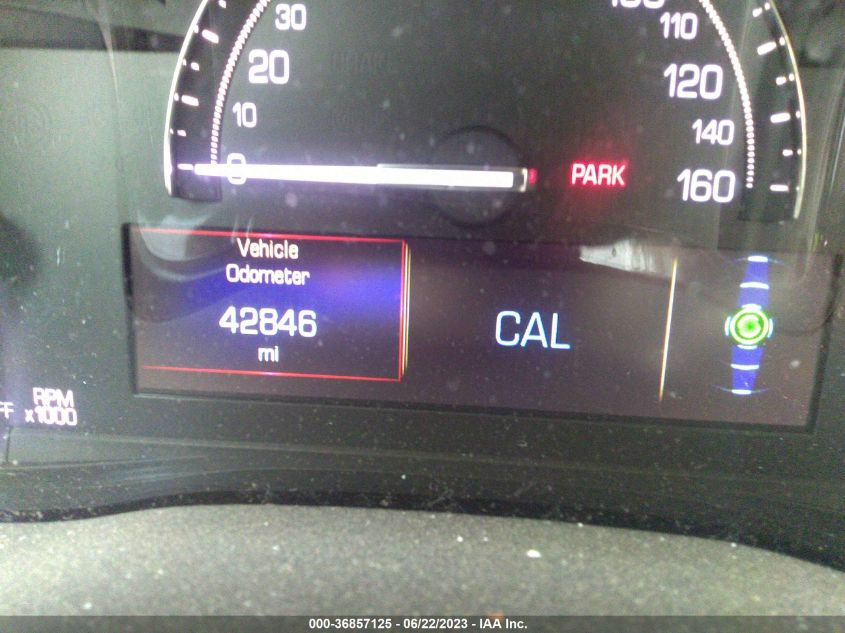 30
20
10
0
110
120
140
160
PARK
Vehicle
Odometer
42846
mi
CAL
RPM
x1000
000-36857125 - 06/22/2023 - IAA Inc.